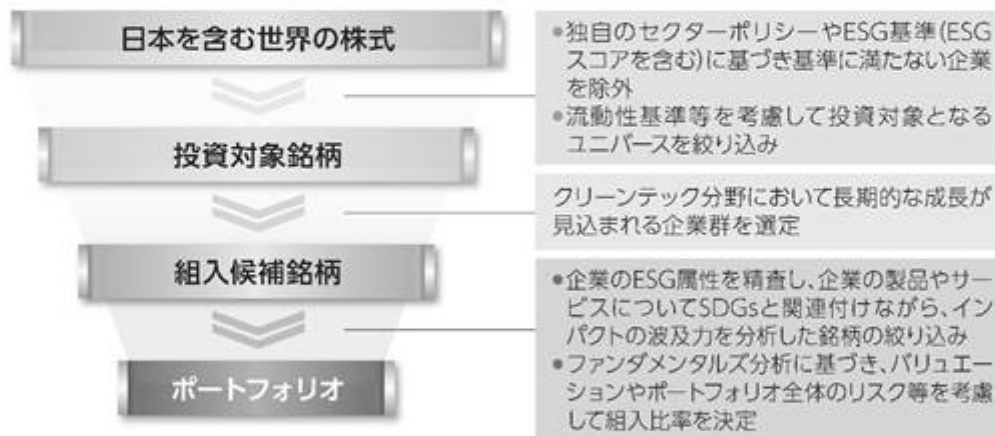 日本を含む世界の株式
●独自のセクターポリシーやESG基準(ESG
スコアを含む)に基づき基準に満たない企業
を除外
●流動性基準等を考慮して投資対象となる
ユニバースを絞り込み
投資対象銘柄
クリーンテック分野において長期的な成長が
見込まれる企業群を選定
組入候補銘柄
●企業のESG属性を精査し、企業の製品やサー
ビスについてSDGsと関連付けながら、イン
パクトの波及力を分析した銘柄の絞り込み
●ファンダメンタルズ分析に基づき、バリュエー
ションやポートフォリオ全体のリスク等を考慮
して組入比率を決定
ポートフォリオ